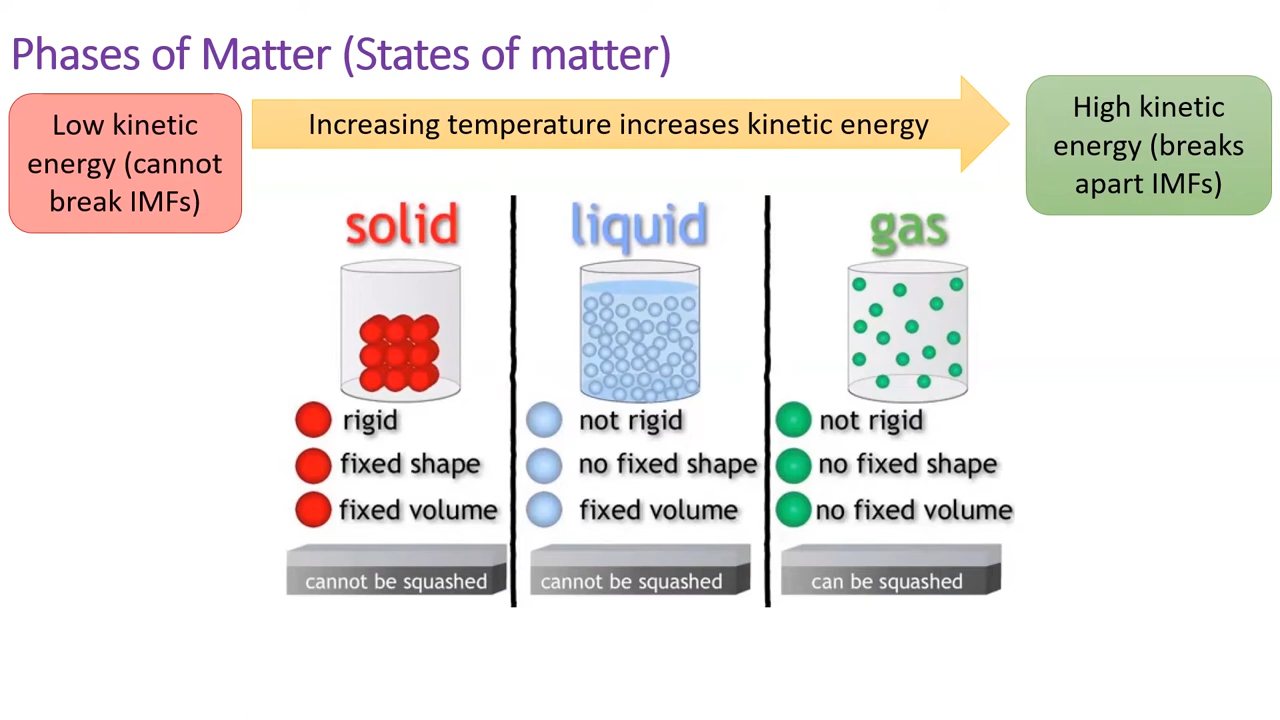 Phases of Matter (States of matter)
Low kinetic
energy (cannot
break IMFs)
Increasing temperature increases kinetic energy
High kinetic
energy (breaks
apart IMFs)
solid
rigid
fixed shape
fixed volume
cannot be squashed
liquid
not rigid
no fixed shape
fixed volume
cannot be squashed
gas
not rigid
no fixed shape
no fixed volume
can be squashed